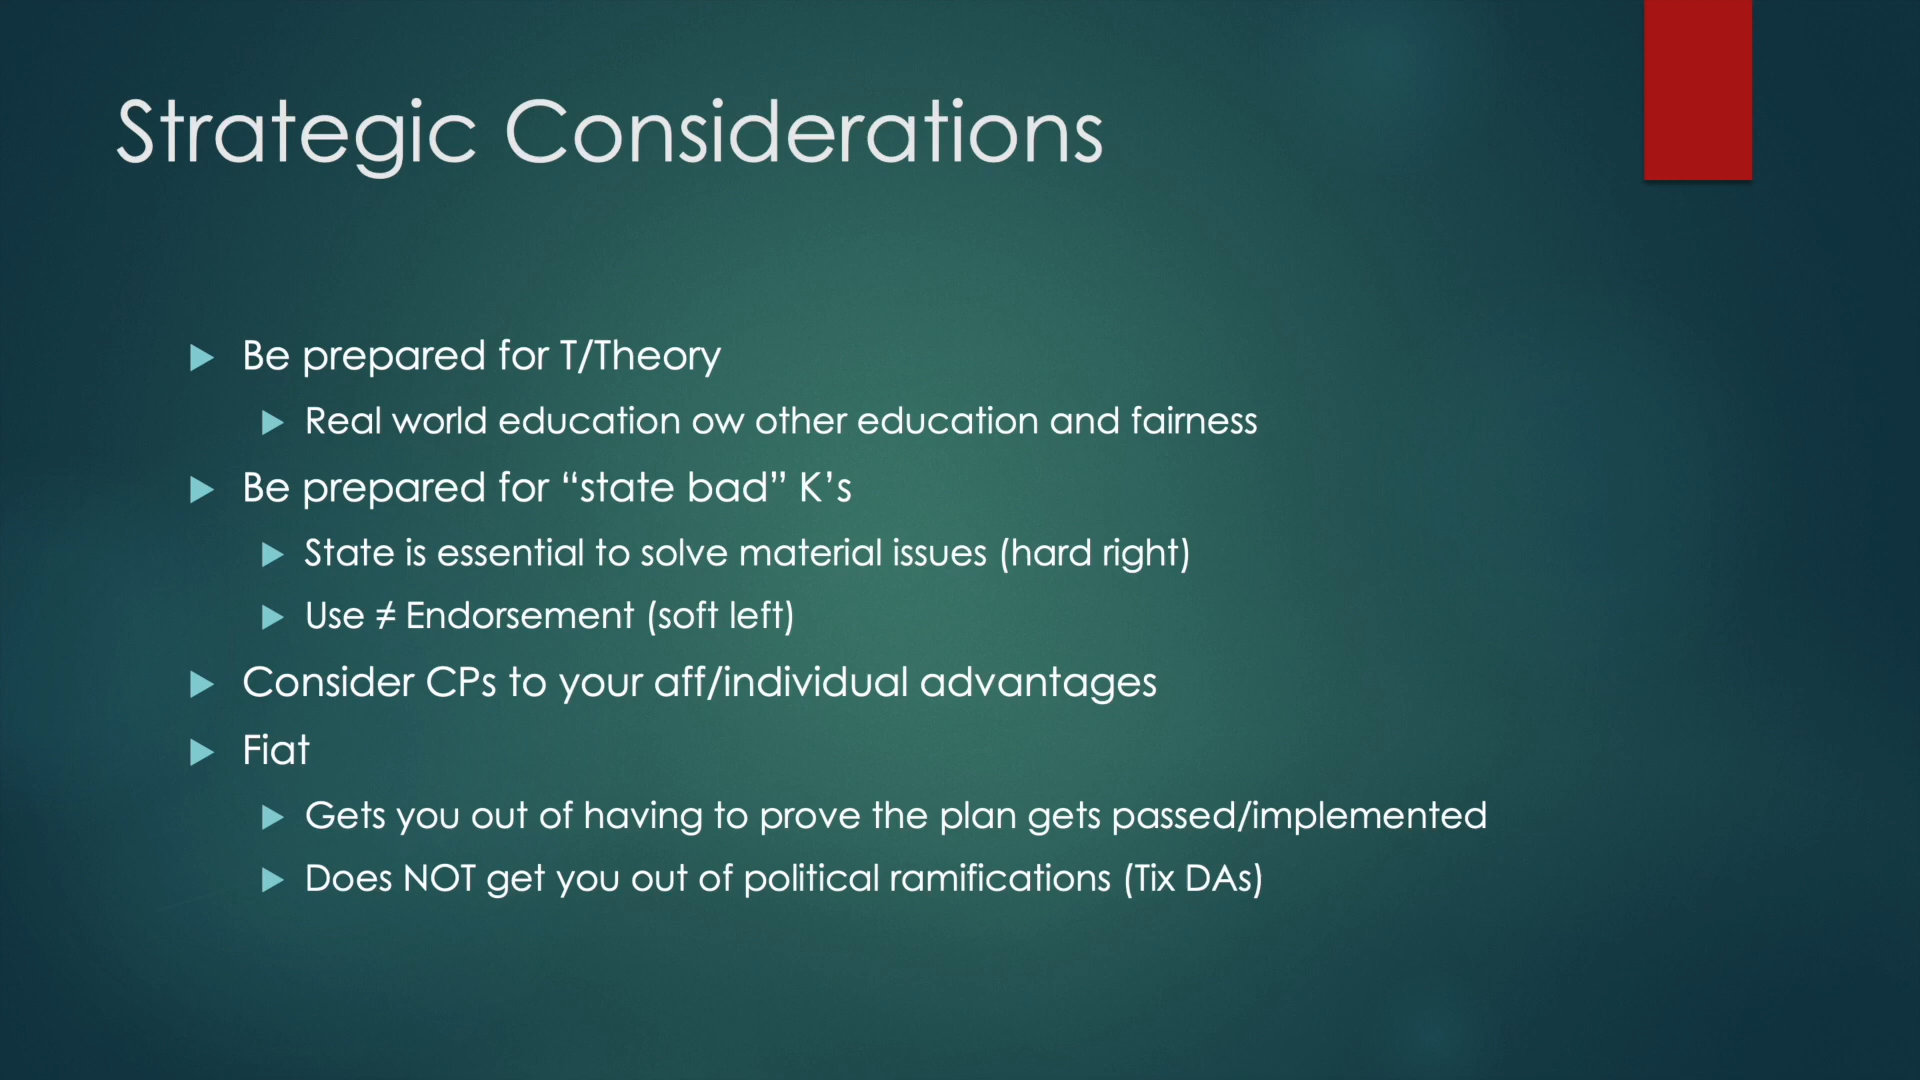 Strategic Considerations
Be prepared for T/Theory
Real world education ow other education and fairness
Be prepared for “state bad” K’s
State is essential to solve material issues (hard right)
Use ≠ Endorsement (soft left)
Consider CPs to your aff/individual advantages
Fiat
Gets you out of having to prove the plan gets passed/implemented
Does NOT get you out of political ramifications (Tix DAs)